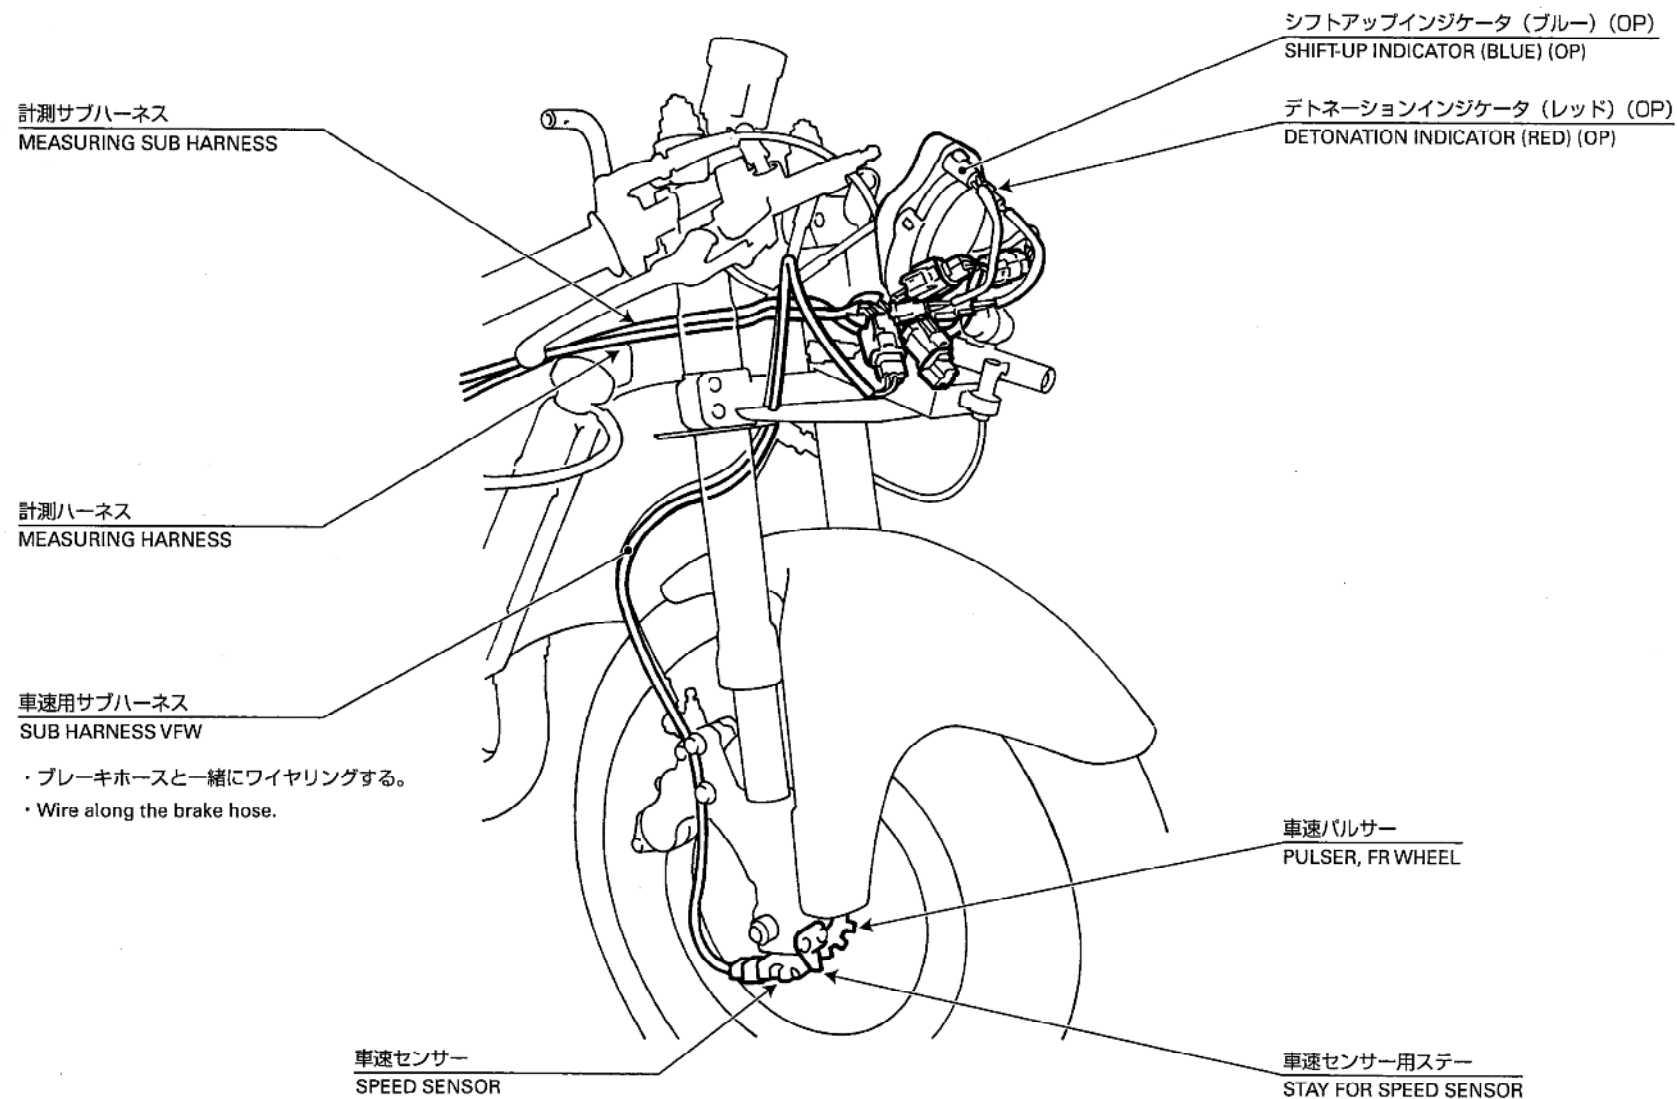 シフトアップインジケータ（ブルー）（OP）
SHIFT-UP INDICATOR (BLUE) (OP)
デトネーションインジケータ（レッド）（OP）
DETONATION INDICATOR (RED) (OP)
計測サブハーネス
MEASURING SUB HARNESS
計測ハーネス
MEASURING HARNESS
車速用サブハーネス
SUB HARNESS VFW
・ブレーキホースと一緒にワイヤリングする。
・Wire along the brake hose.
車速パルサー
PULSER, FR WHEEL
車速センサー
SPEED SENSOR
車速センサー用ステー
STAY FOR SPEED SENSOR